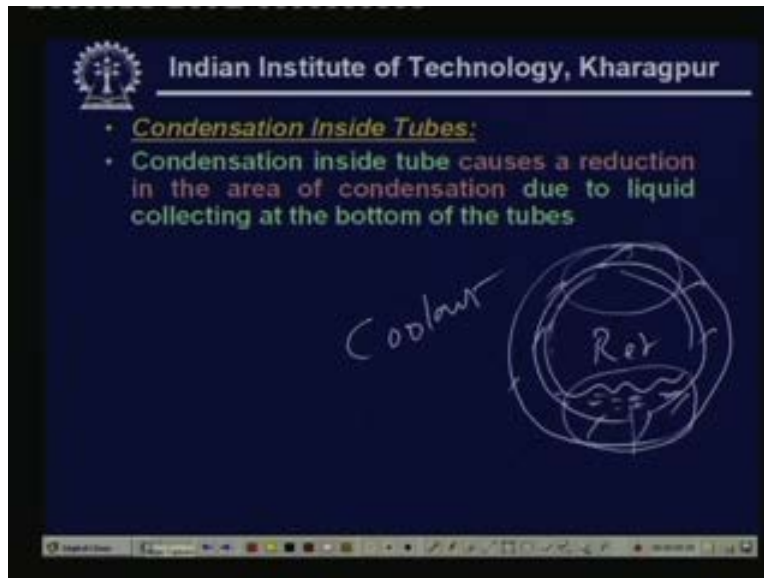 Indian Institute of Technology, Kharagpur
• Condensation Inside Tubes:
• Condensation inside tube causes a reduction
in the area of condensation due to liquid
collecting at the bottom of the tubes
Coolant
Ref